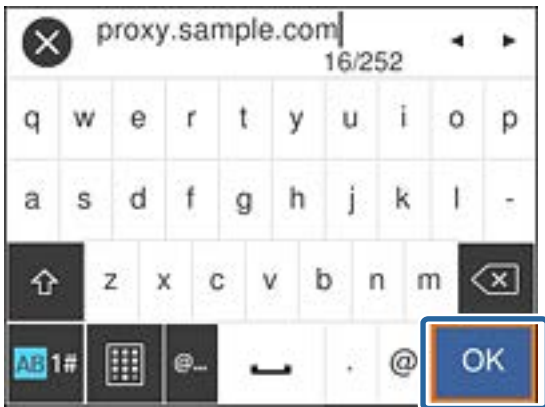 proxy.sample.com
16/252
q w e r t y u i o p
a s d f g h j k l -
z x c v b n m
AB 1# @... . @ OK